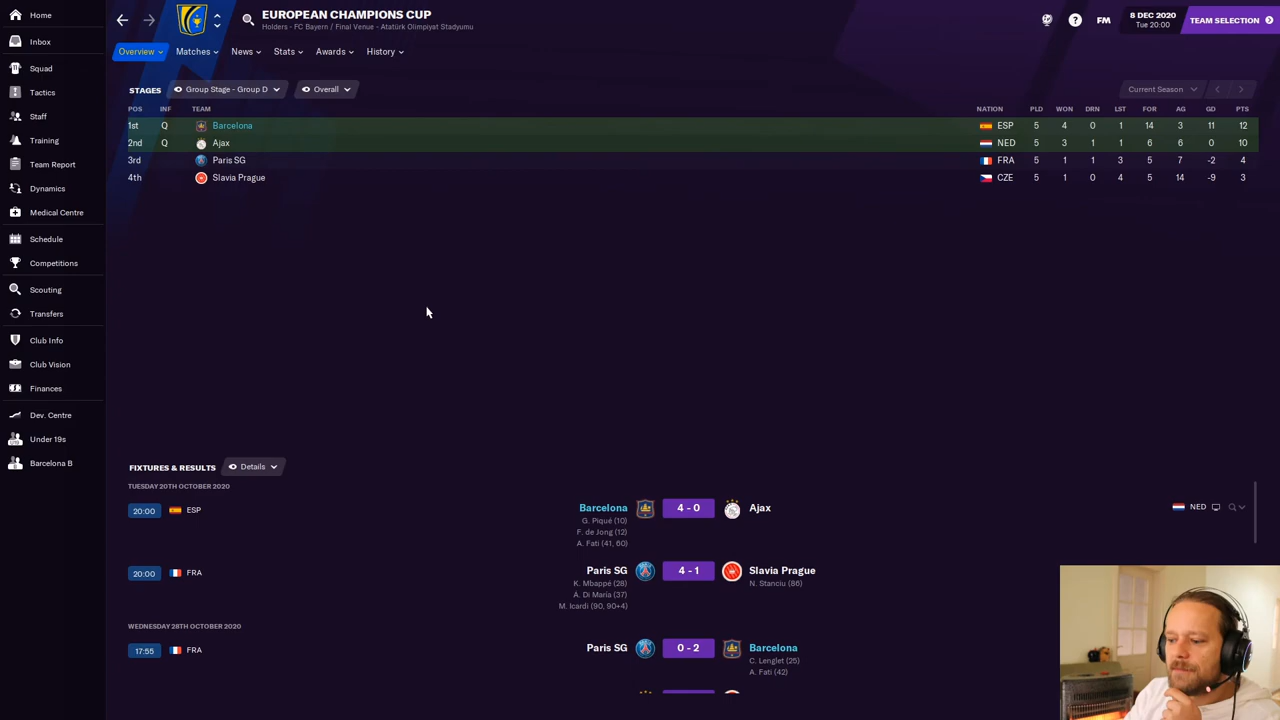 Home
EUROPEAN CHAMPIONS CUP
Holders - FC Bayern / Final Venue - Atatürk Olimpiyat Stadyumu
FM
8 DEC 2020
Tue 20:00
TEAM SELECTION
Inbox
Overview
Matches
News
Stats
Awards
History
Squad
Tactics
Staff
Training
Team Report
Dynamics
Medical Centre
Schedule
Competitions
Scouting
Transfers
Club Info
Club Vision
Finances
Dev. Centre
Under 19s
Barcelona B
STAGES
Group Stage - Group D
Overall
Current Season
POS INF TEAM NATION PLD WON DRN LST FOR AG GD PTS
1st Q Barcelona ESP 5 4 0 1 14 3 11 12
2nd Q Ajax NED 5 3 1 1 6 6 0 10
3rd Paris SG FRA 5 1 1 3 5 7 -2 4
4th Slavia Prague CZE 5 1 0 4 5 14 -9 3
FIXTURES & RESULTS
Details
TUESDAY 20TH OCTOBER 2020
20:00 ESP Barcelona 4 - 0 Ajax NED
G. Piqué (10)
F. de Jong (12)
A. Fati (41, 60)
20:00 FRA Paris SG 4 - 1 Slavia Prague
K. Mbappé (28) N. Stanciu (86)
Á. Di María (37)
M. Icardi (90, 90+4)
WEDNESDAY 28TH OCTOBER 2020
17:55 FRA Paris SG 0 - 2 Barcelona
C. Lenglet (25)
A. Fati (42)